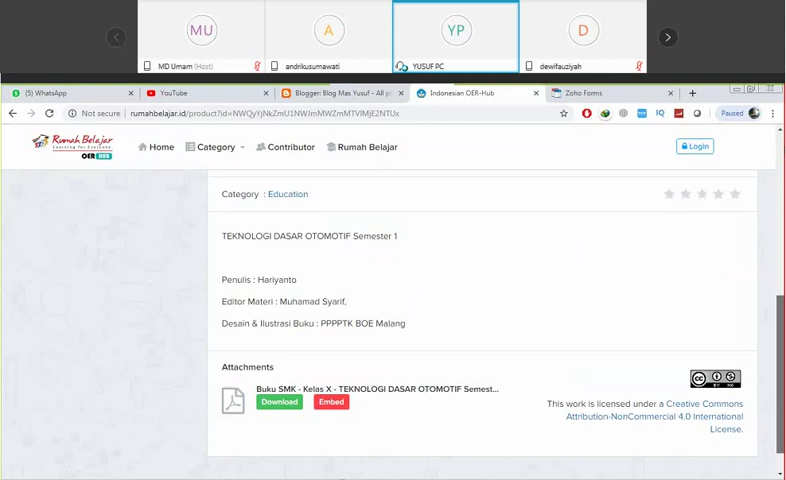 MU A YP D
MD Umam (Host) andrikusumawati YUSUF PC dewifauziyah
(5) WhatsApp YouTube Blogger: Blog Mas Yusuf - All p Indonesian OER-Hub Zoho Forms
Not secure rumahbelajar.id/product?id= IQ Paused
Rumah Belajar Home Category Contributor Rumah Belajar Login
Learning for Everyone
OER HUB
Category : Education
TEKNOLOGI DASAR OTOMOTIF Semester 1
Penulis : Hariyanto
Editor Materi : Muhamad Syarif,
Desain & Ilustrasi Buku : PPPPTK BOE Malang
Attachments
Buku SMK - Kelas X - TEKNOLOGI DASAR OTOMOTIF Semest...
Download Embed
cc BY NC
This work is licensed under a Creative Commons
Attribution-NonCommercial 4.0 International
License.